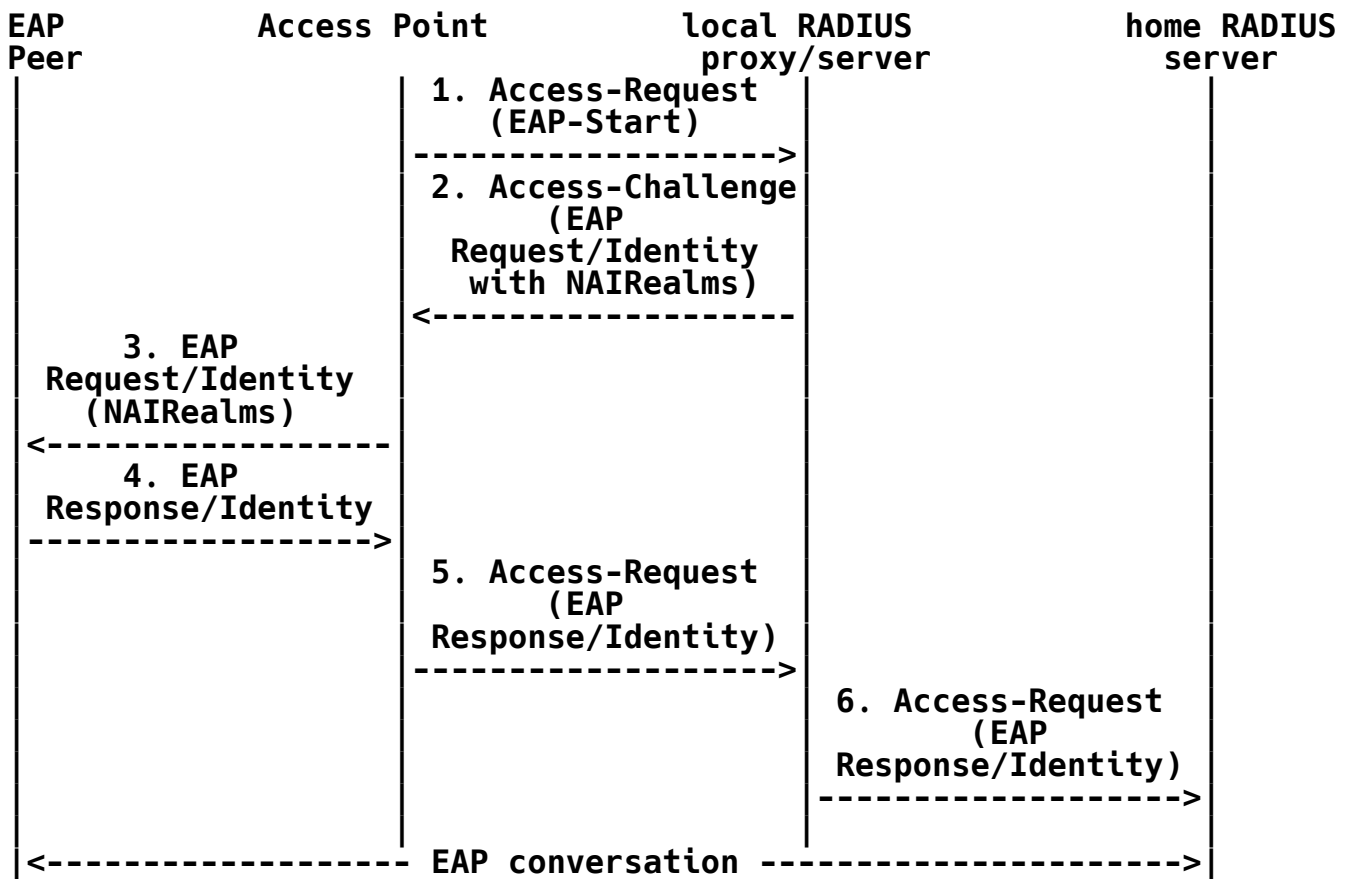 EAP Access Point local RADIUS home RADIUS
Peer proxy/server server
1. Access-Request
(EAP-Start)
2. Access-Challenge
(EAP
Request/Identity
with NAIRealms)
3. EAP
Request/Identity
(NAIRealms)
4. EAP
Response/Identity
5. Access-Request
(EAP
Response/Identity)
6. Access-Request
(EAP
Response/Identity)
EAP conversation